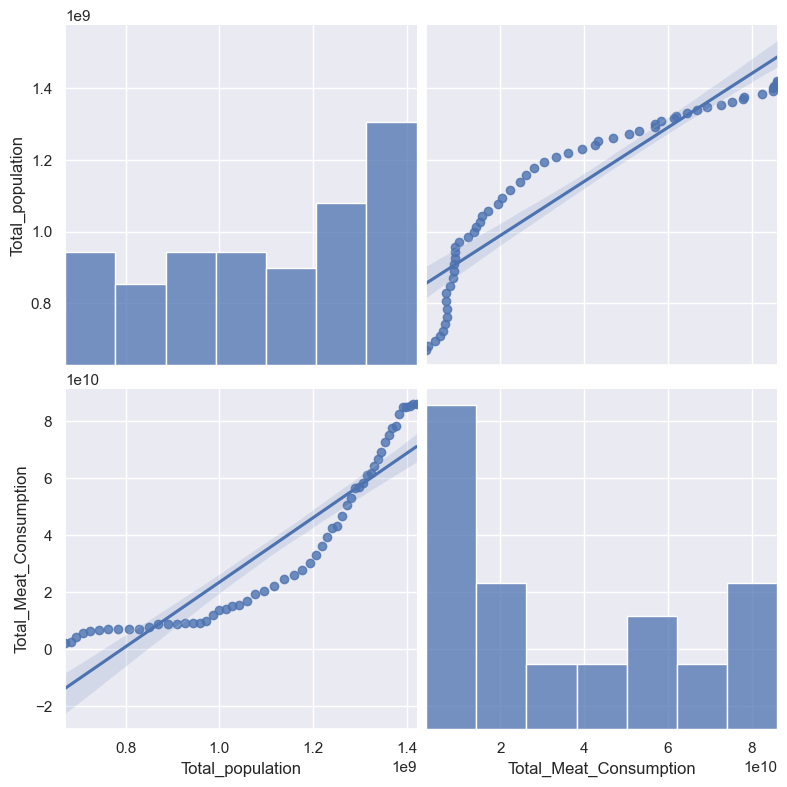 1e9
1.4
1.2
1.0
0.8
Total_population
1e10
8
6
4
2
0
−2
Total_Meat_Consumption
0.8 1.0 1.2 1.4
1e9
Total_population
2 4 6 8
1e10
Total_Meat_Consumption